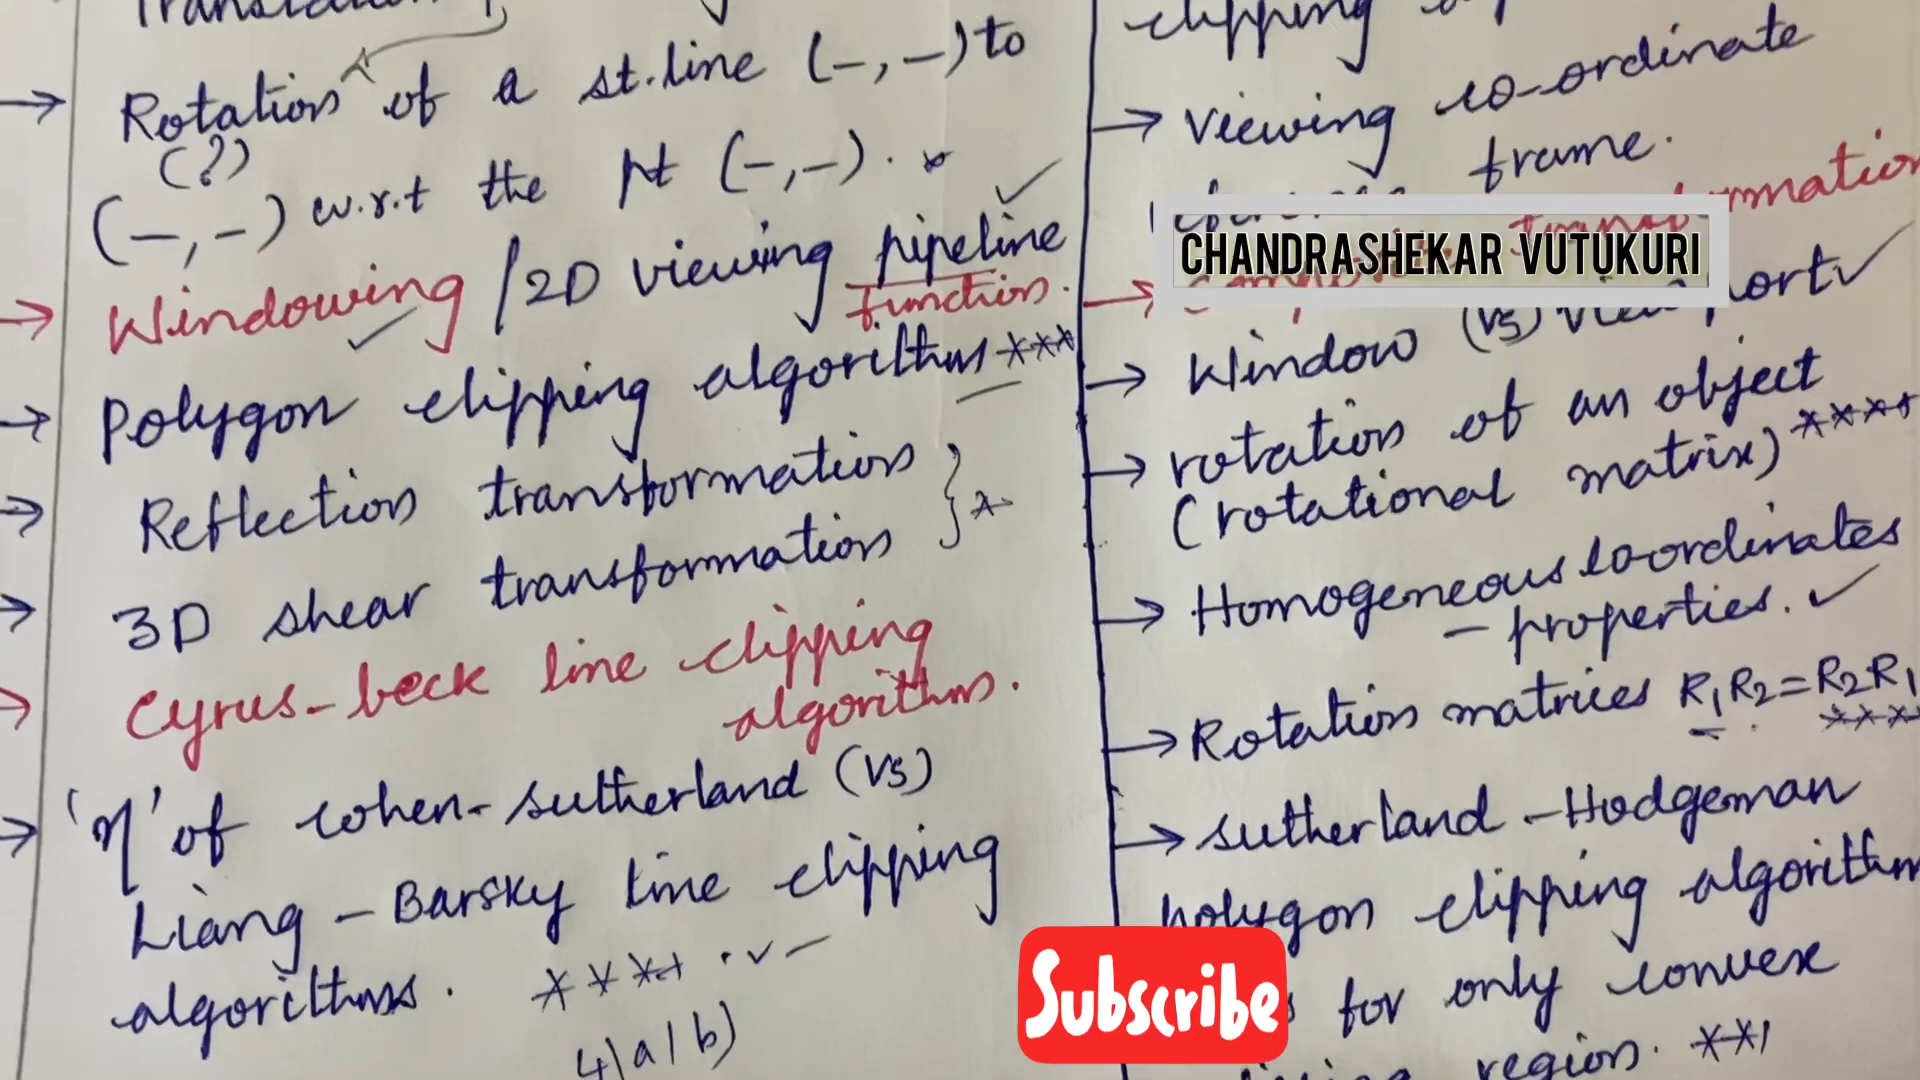 Translation
→ Rotation of a st.line (-,-) to
(?)
(-,-) w.r.t the pt (-,-).
→ Windowing / 2D viewing pipeline
function.
→ Polygon clipping algorithms ***
→ Reflection transformation } *
→ 3D shear transformation
→ Cyrus-beck line clipping
algorithms.
→ 'η' of cohen-sutherland (vs)
Liang-Barsky line clipping
algorithms. ****
4|a|b)
clipping
→ Viewing co-ordinate
frame.
CHANDRASHEKAR VUTUKURI
→ Window (vs)
→ rotation of an object
(rotational matrix) ****
→ Homogeneous coordinates
- properties.
→ Rotation matrices R₁R₂=R₂R₁
****
→ sutherland-Hodgeman
polygon clipping algorithm
for only convex
region. **
Subscribe